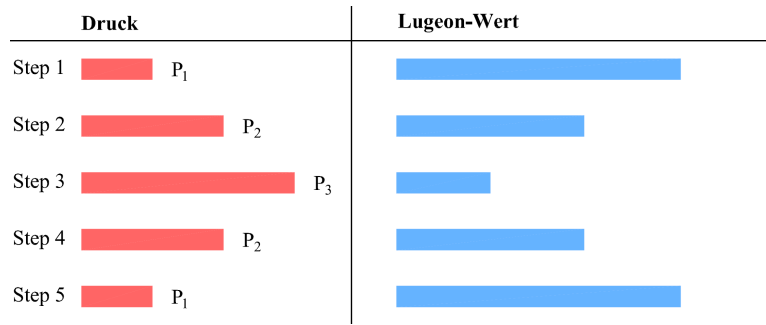 Druck Lugeon-Wert
Step 1 P₁
Step 2 P₂
Step 3 P₃
Step 4 P₂
Step 5 P₁